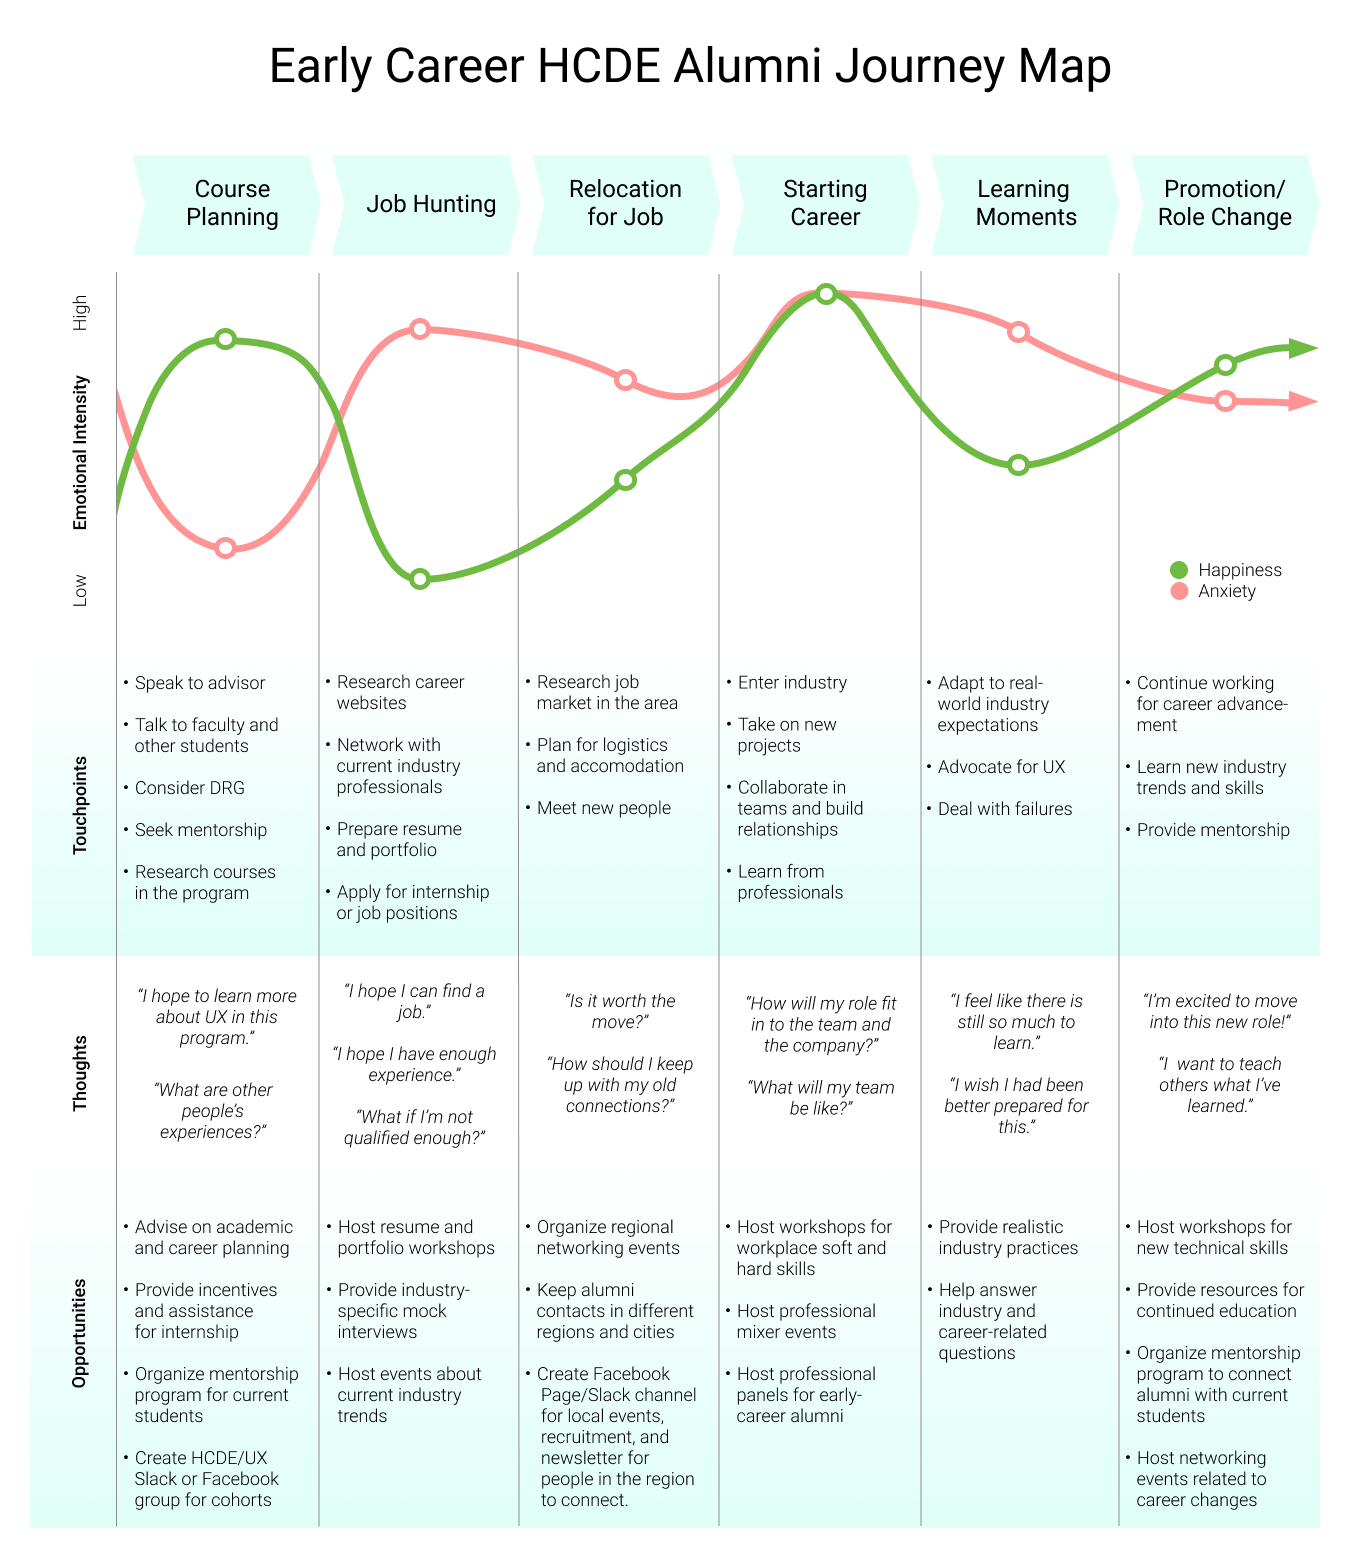 Early Career HCDE Alumni Journey Map
Course
Planning
Job Hunting
Relocation
for Job
Starting
Career
Learning
Moments
Promotion/
Role Change
High
Emotional Intensity
Low
Happiness
Anxiety
Touchpoints
• Speak to advisor
• Talk to faculty and
other students
• Consider DRG
• Seek mentorship
• Research courses
in the program
• Research career
websites
• Network with
current industry
professionals
• Prepare resume
and portfolio
• Apply for internship
or job positions
• Research job
market in the area
• Plan for logistics
and accomodation
• Meet new people
• Enter industry
• Take on new
projects
• Collaborate in
teams and build
relationships
• Learn from
professionals
• Adapt to real-
world industry
expectations
• Advocate for UX
• Deal with failures
• Continue working
for career advance-
ment
• Learn new industry
trends and skills
• Provide mentorship
Thoughts
“I hope to learn more
about UX in this
program.”
“What are other
people’s
experiences?”
“I hope I can find a
job.”
“I hope I have enough
experience.”
“What if I’m not
qualified enough?”
“Is it worth the
move?”
“How should I keep
up with my old
connections?”
“How will my role fit
in to the team and
the company?”
“What will my team
be like?”
“I feel like there is
still so much to
learn.”
“I wish I had been
better prepared for
this.”
“I’m excited to move
into this new role!”
“I want to teach
others what I’ve
learned.”
Opportunities
• Advise on academic
and career planning
• Provide incentives
and assistance
for internship
• Organize mentorship
program for current
students
• Create HCDE/UX
Slack or Facebook
group for cohorts
• Host resume and
portfolio workshops
• Provide industry-
specific mock
interviews
• Host events about
current industry
trends
• Organize regional
networking events
• Keep alumni
contacts in different
regions and cities
• Create Facebook
Page/Slack channel
for local events,
recruitment, and
newsletter for
people in the region
to connect.
• Host workshops for
workplace soft and
hard skills
• Host professional
mixer events
• Host professional
panels for early-
career alumni
• Provide realistic
industry practices
• Help answer
industry and
career-related
questions
• Host workshops for
new technical skills
• Provide resources for
continued education
• Organize mentorship
program to connect
alumni with current
students
• Host networking
events related to
career changes